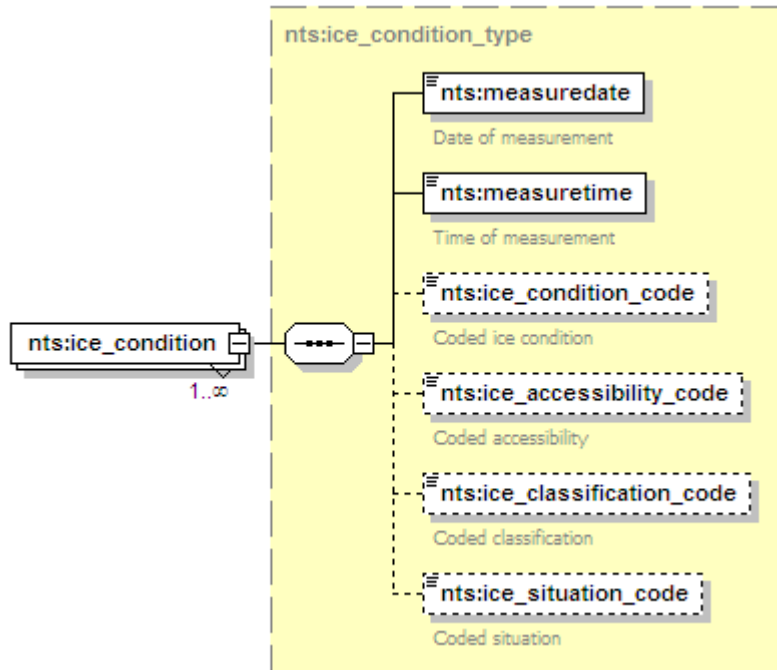 nts:ice_condition_type
nts:measuredate
Date of measurement
nts:measuretime
Time of measurement
nts:ice_condition_code
Coded ice condition
nts:ice_condition
1..∞
nts:ice_accessibility_code
Coded accessibility
nts:ice_classification_code
Coded classification
nts:ice_situation_code
Coded situation